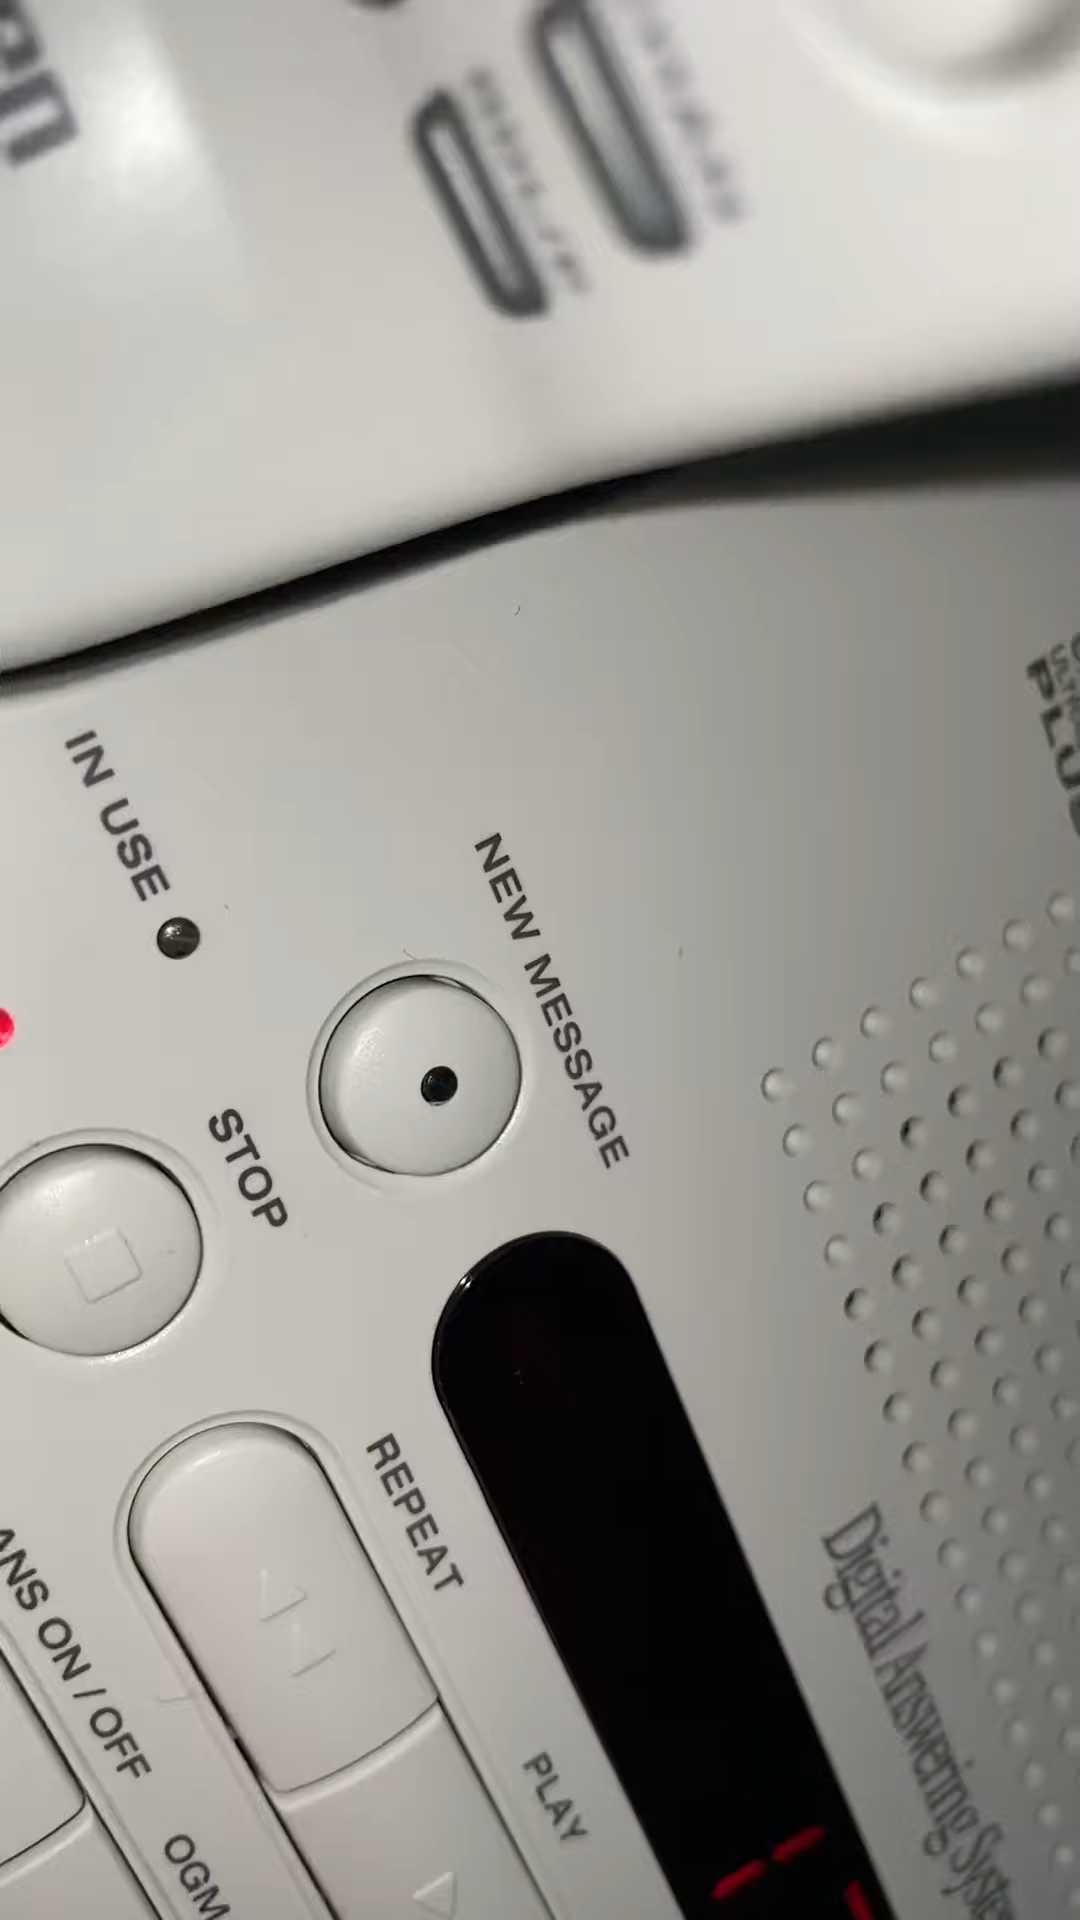 IN USE
NEW MESSAGE
STOP
REPEAT
ANS ON / OFF
PLAY
OGM
Digital Answering System